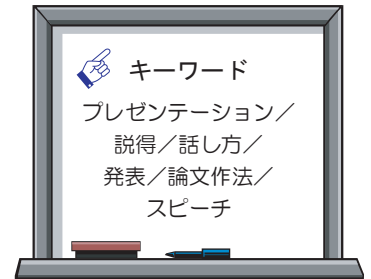 キーワード
プレゼンテーション／
説得／話し方／
発表／論文作法／
スピーチ